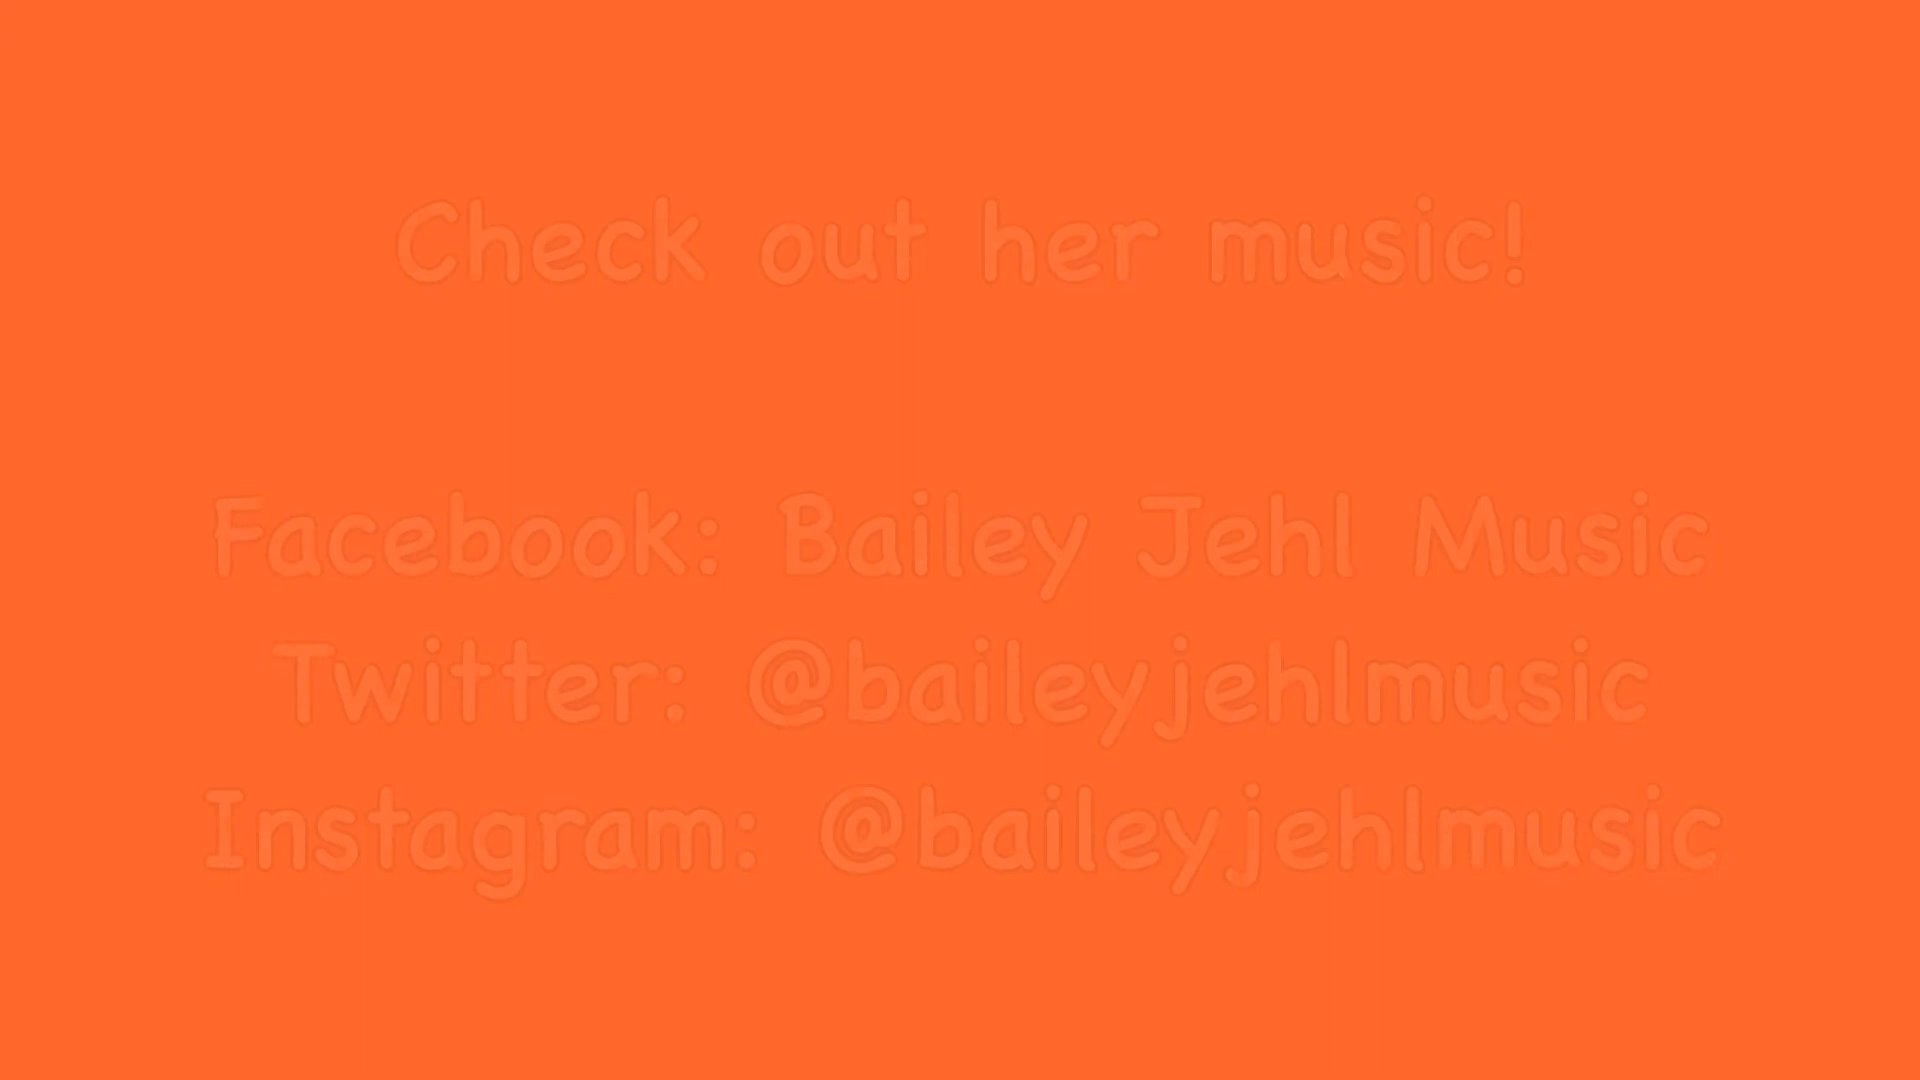 Check out her music!
Facebook: Bailey Jehl Music
Twitter: @baileyjehlmusic
Instagram: @baileyjehlmusic